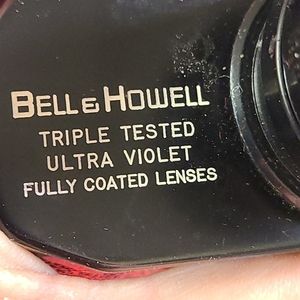 BELL & HOWELL
TRIPLE TESTED
ULTRA VIOLET
FULLY COATED LENSES